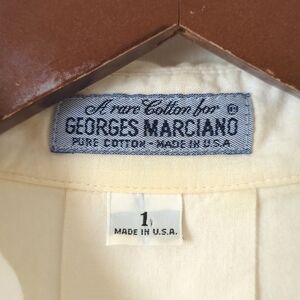 A rare Cotton for
GEORGES MARCIANO
PURE COTTON - MADE IN U.S.A
1
MADE IN U.S.A.